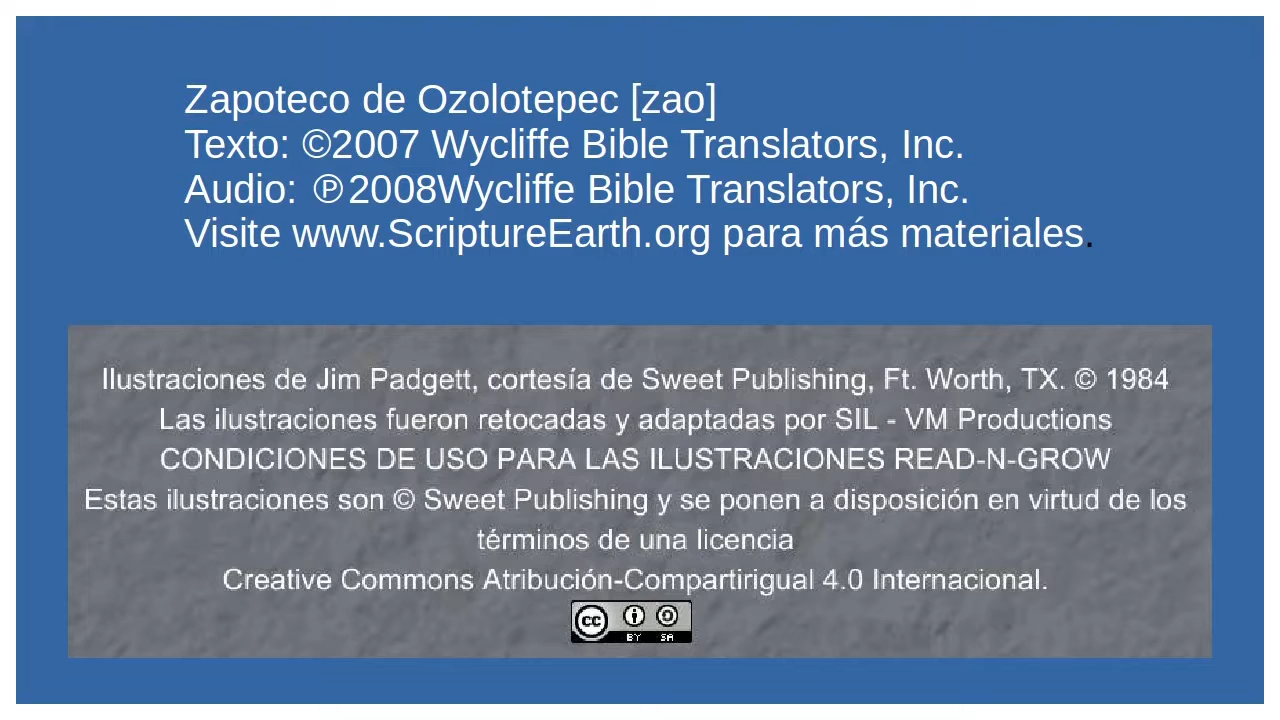 Zapoteco de Ozolotepec [zao]
Texto: ©2007 Wycliffe Bible Translators, Inc.
Audio: ℗2008Wycliffe Bible Translators, Inc.
Visite www.ScriptureEarth.org para más materiales.
Ilustraciones de Jim Padgett, cortesía de Sweet Publishing, Ft. Worth, TX. © 1984
Las ilustraciones fueron retocadas y adaptadas por SIL - VM Productions
CONDICIONES DE USO PARA LAS ILUSTRACIONES READ-N-GROW
Estas ilustraciones son © Sweet Publishing y se ponen a disposición en virtud de los
términos de una licencia
Creative Commons Atribución-Compartirigual 4.0 Internacional.
cc
BY SA